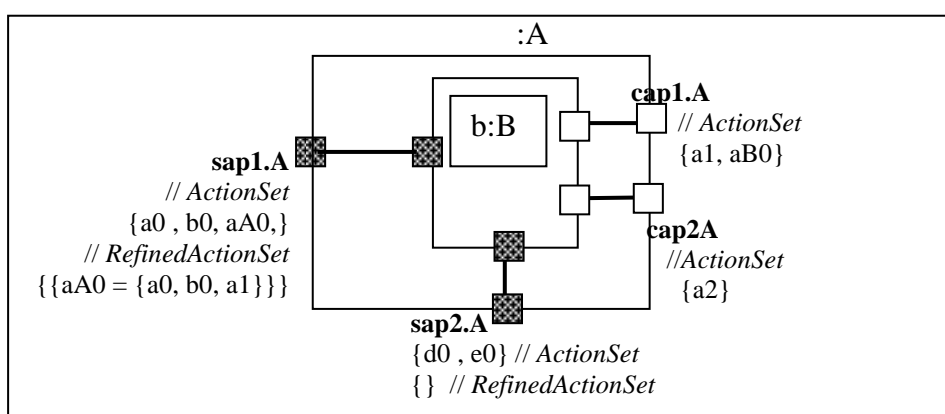 :A
b:B
cap1.A
// ActionSet
{a1, aB0}
sap1.A
// ActionSet
{a0 , b0, aA0,}
// RefinedActionSet
{{aA0 = {a0, b0, a1}}}
cap2A
//ActionSet
{a2}
sap2.A
{d0 , e0} // ActionSet
{} // RefinedActionSet